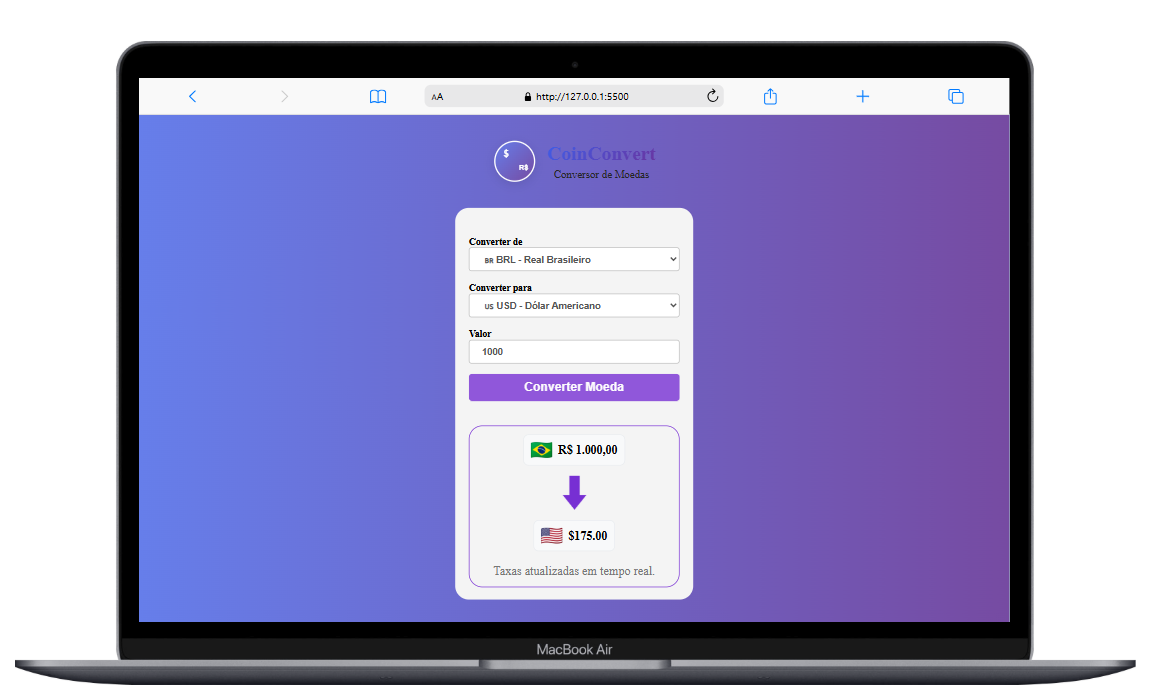 AA http://127.0.0.1:5500
$
R$
CoinConvert
Conversor de Moedas
Converter de
BR BRL - Real Brasileiro
Converter para
US USD - Dólar Americano
Valor
1000
Converter Moeda
R$ 1.000,00
$175.00
Taxas atualizadas em tempo real.
MacBook Air